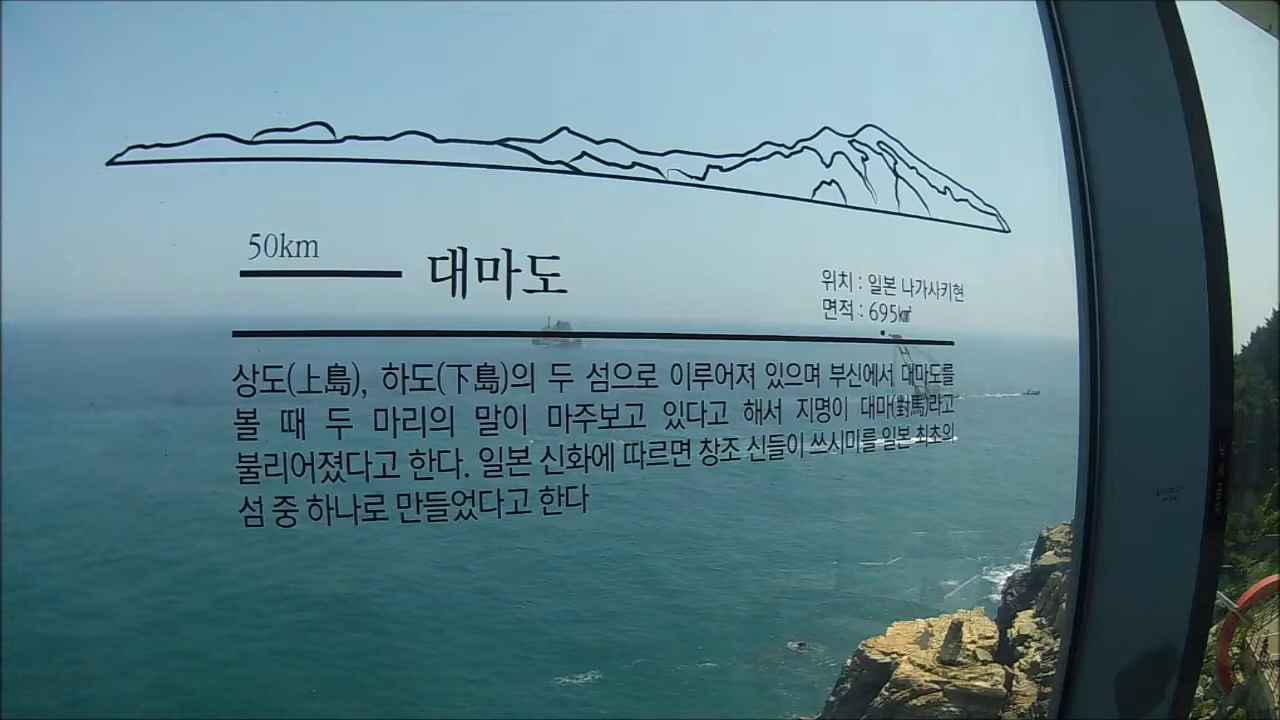 50km
대마도
위치 : 일본 나가사키현
면적 : 695㎢
상도(上島), 하도(下島)의 두 섬으로 이루어져 있으며 부신에서 대마도를
볼 때 두 마리의 말이 마주보고 있다고 해서 지명이 대마(對馬)라고
불리어졌다고 한다. 일본 신화에 따르면 창조 신들이 쓰시미를 일본 최초의
섬 중 하나로 만들었다고 한다